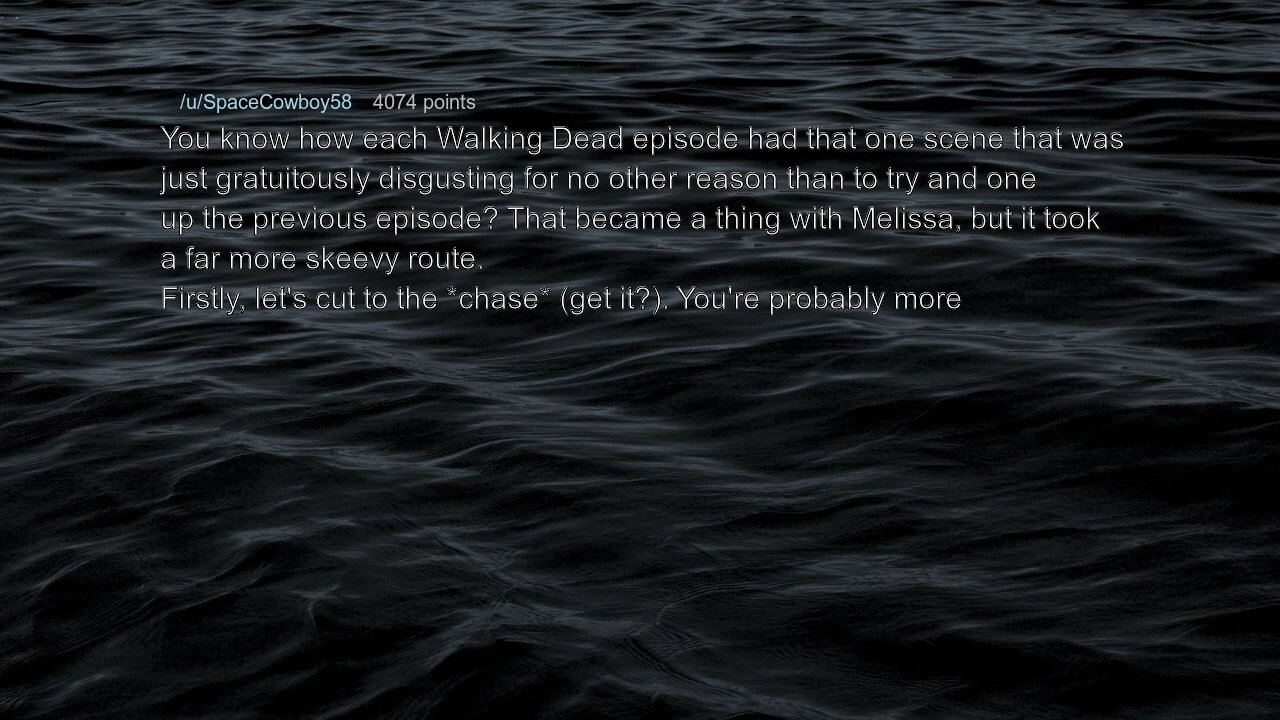 /u/SpaceCowboy58 4074 points
You know how each Walking Dead episode had that one scene that was
just gratuitously disgusting for no other reason than to try and one
up the previous episode? That became a thing with Melissa, but it took
a far more skeevy route.
Firstly, let's cut to the *chase* (get it?). You're probably more